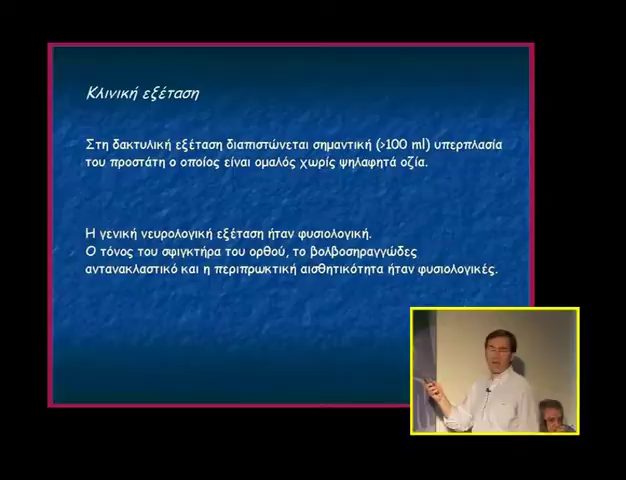 Κλινική εξέταση
Στη δακτυλική εξέταση διαπιστώνεται σημαντική (>100 ml) υπερπλασία
του προστάτη ο οποίος είναι ομαλός χωρίς ψηλαφητά οζία.
Η γενική νευρολογική εξέταση ήταν φυσιολογική.
Ο τόνος του σφιγκτήρα του ορθού, το βολβοσηραγγώδες
αντανακλαστικό και η περιπρωκτική αισθητικότητα ήταν φυσιολογικές.